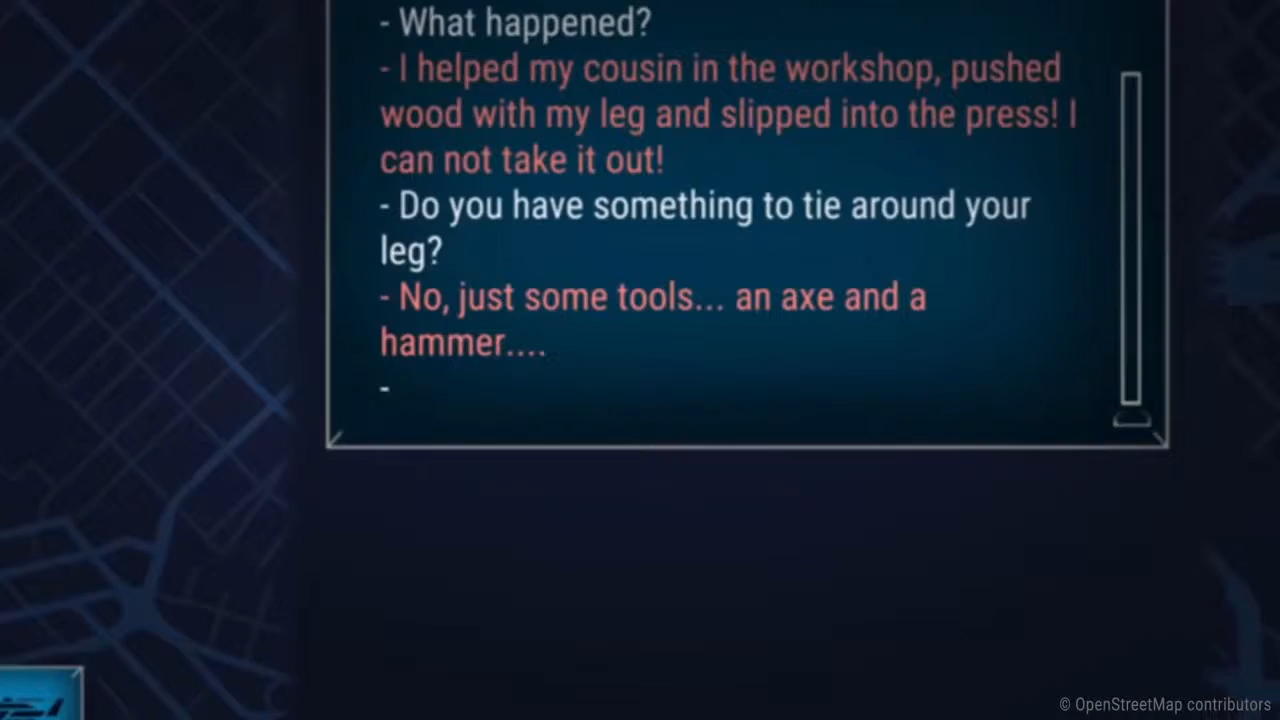 - What happened?
- I helped my cousin in the workshop, pushed
wood with my leg and slipped into the press! I
can not take it out!
- Do you have something to tie around your
leg?
- No, just some tools... an axe and a
hammer....
-
© OpenStreetMap contributors